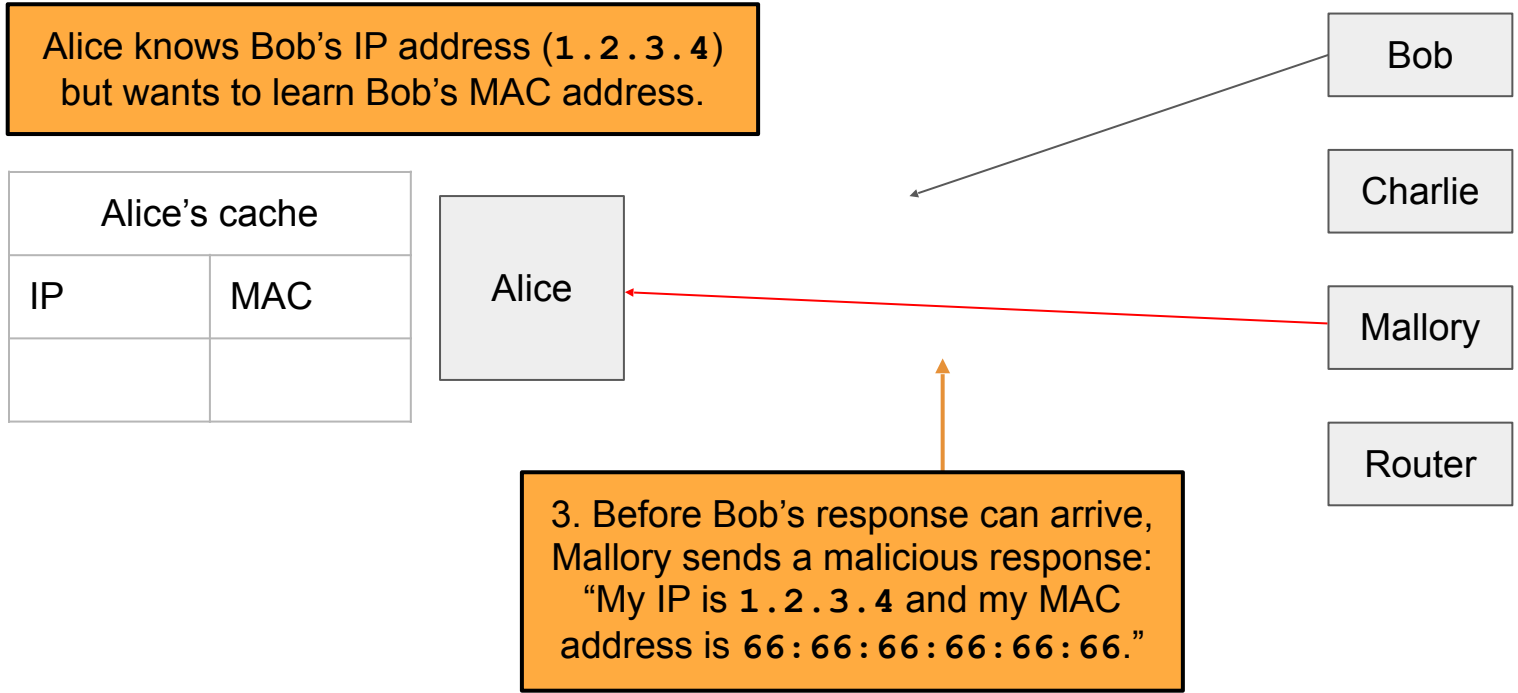 Alice knows Bob’s IP address (1.2.3.4)
but wants to learn Bob’s MAC address.
Alice’s cache
IP
MAC
Alice
Bob
Charlie
Mallory
Router
3. Before Bob’s response can arrive,
Mallory sends a malicious response:
“My IP is 1.2.3.4 and my MAC
address is 66:66:66:66:66:66.”